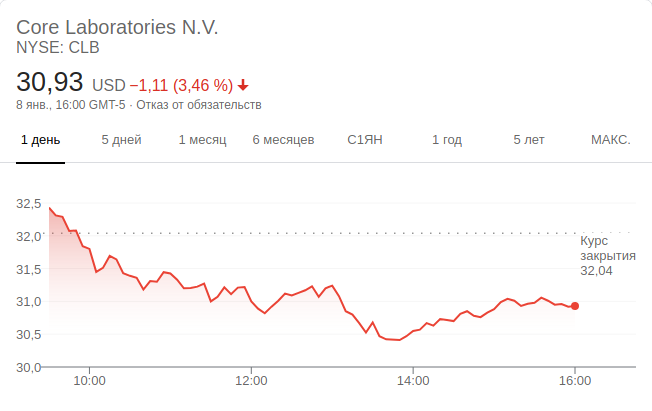 Core Laboratories N.V.
NYSE: CLB
30,93 USD −1,11 (3,46 %)
8 янв., 16:00 GMT-5 · Отказ от обязательств
1 день 5 дней 1 месяц 6 месяцев С1ЯН 1 год 5 лет МАКС.
32,5
32,0
31,5
31,0
30,5
30,0
Курс
закрытия
32,04
10:00 12:00 14:00 16:00